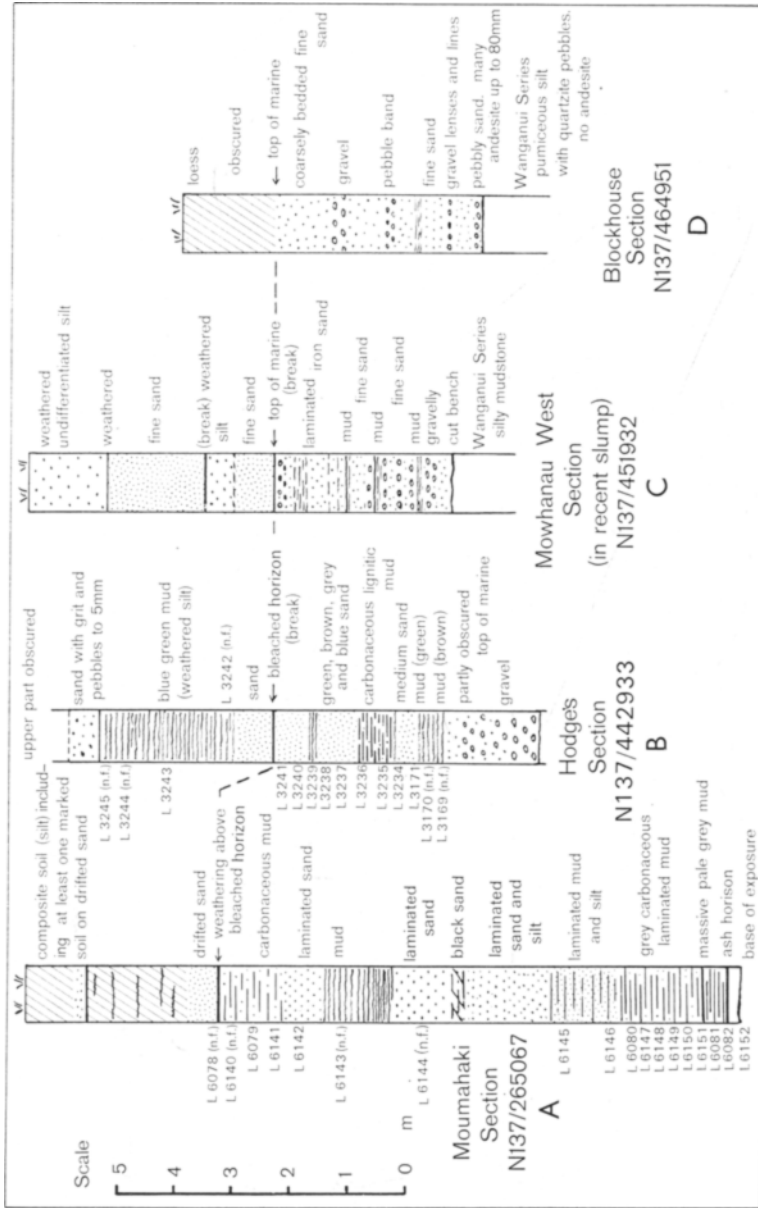 Scale
5
4
3
2
1
0
m
Moumahaki
Section
N137/265067
A
L 6078 (n.f.)
L 6140 (n.f.)
L 6079
L 6141
L 6142
L 6143 (n.f.)
L 6144 (n.f.)
L 6145
L 6146
L 6080
L 6147
L 6148
L 6149
L 6150
L 6151
L 6081
L 6082
L 6152
composite soil (silt) includ-
ing at least one marked
soil on drifted sand
drifted sand
weathering above
bleached horizon
carbonaceous mud
laminated sand
mud
laminated
sand
black sand
laminated
sand and
silt
laminated mud
and silt
grey carbonaceous
laminated mud
massive pale grey mud
ash horison
base of exposure
Hodge's
Section
N137/442933
B
L 3245 (n.f.)
L 3244 (n.f.)
L 3243
L 3241
L 3240
L 3239
L 3238
L 3237
L 3236
L 3235
L 3234
L 3171
L 3170 (n.f.)
L 3169 (n.f.)
upper part obscured
sand with grit and
pebbles to 5mm
blue green mud
(weathered silt)
L 3242 (n.f.)
sand
bleached horizon
(break)
green, brown, grey
and blue sand
carbonaceous lignitic
mud
medium sand
mud (green)
mud (brown)
partly obscured
top of marine
gravel
Mowhanau West
Section
(in recent slump)
N137/451932
C
weathered
undifferentiated silt
weathered
fine sand
(break) weathered
silt
fine sand
top of marine
(break)
laminated iron sand
mud fine sand
mud fine sand
mud
gravelly
cut bench
Wanganui Series
silty mudstone
Blockhouse
Section
N137/464951
D
loess
obscured
top of marine
coarsely bedded fine
sand
gravel
pebble band
fine sand
gravel lenses and lines
pebbly sand. many
andesite up to 80mm
Wanganui Series
pumiceous silt
with quartzite pebbles.
no andesite